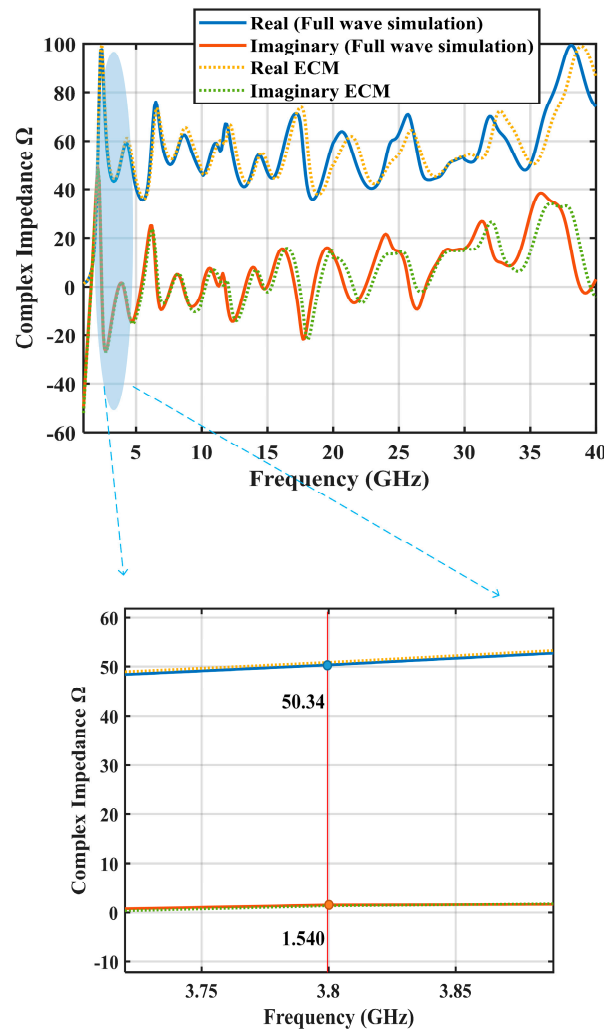 Real (Full wave simulation)
Imaginary (Full wave simulation)
Real ECM
Imaginary ECM
Complex Impedance Ω
100
80
60
40
20
0
-20
-40
-60
5 10 15 20 25 30 35 40
Frequency (GHz)
Complex Impedance Ω
60
50
40
30
20
10
0
-10
50.34
1.540
3.75 3.8 3.85
Frequency (GHz)